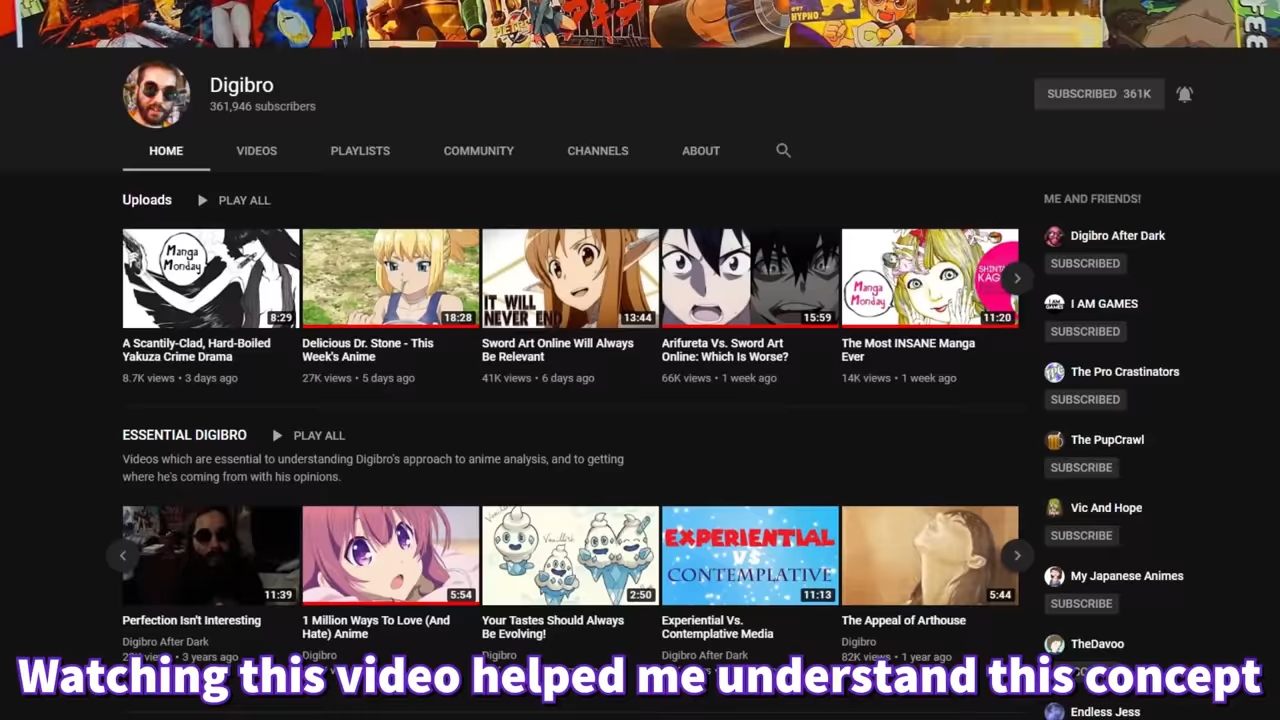 Digibro
361,946 subscribers
SUBSCRIBED 361K
HOME
VIDEOS
PLAYLISTS
COMMUNITY
CHANNELS
ABOUT
Uploads
PLAY ALL
Manga
Monday
8:29
18:28
IT WILL
NEVER END
13:44
15:59
Manga
Monday
11:20
A Scantily-Clad, Hard-Boiled
Yakuza Crime Drama
8.7K views • 3 days ago
Delicious Dr. Stone - This
Week's Anime
27K views • 5 days ago
Sword Art Online Will Always
Be Relevant
41K views • 6 days ago
Arifureta Vs. Sword Art
Online: Which Is Worse?
66K views • 1 week ago
The Most INSANE Manga
Ever
14K views • 1 week ago
ESSENTIAL DIGIBRO
PLAY ALL
Videos which are essential to understanding Digibro's approach to anime analysis, and to getting
where he's coming from with his opinions.
11:39
5:54
2:50
EXPERIENTIAL
VS
CONTEMPLATIVE
11:13
5:44
Perfection Isn't Interesting
Digibro After Dark
1 Million Ways To Love (And
Hate) Anime
Digibro
Your Tastes Should Always
Be Evolving!
Digibro
Experiential Vs.
Contemplative Media
Digibro After Dark
The Appeal of Arthouse
Digibro
82K views • 1 year ago
ME AND FRIENDS!
Digibro After Dark
SUBSCRIBED
I AM GAMES
SUBSCRIBED
The Pro Crastinators
SUBSCRIBED
The PupCrawl
SUBSCRIBE
Vic And Hope
SUBSCRIBE
My Japanese Animes
SUBSCRIBE
TheDavoo
Endless Jess
Watching this video helped me understand this concept